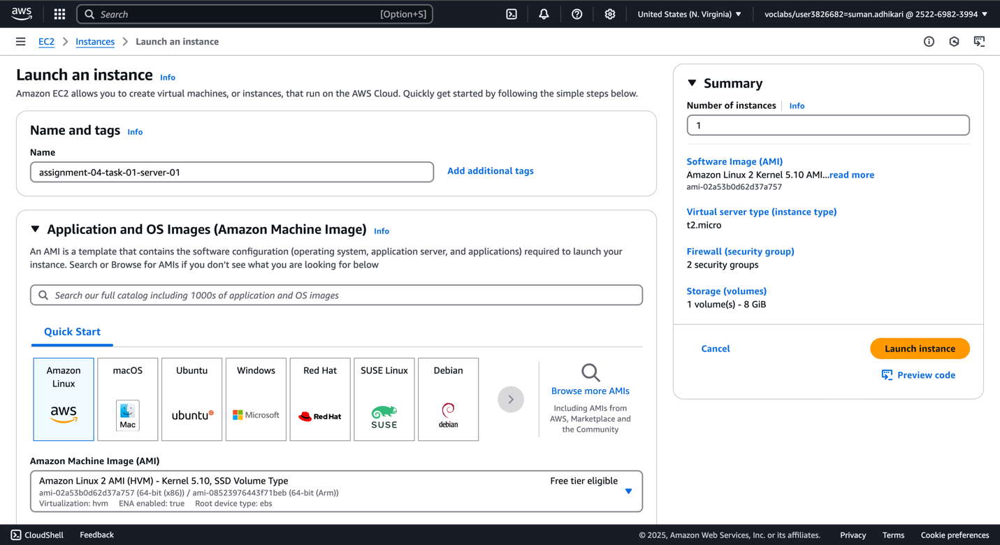 aws
Search [Option+S]
United States (N. Virginia)
voclabs/user3826682=suman.adhikari @ 2522-6982-3994
EC2 Instances Launch an instance
Launch an instance Info
Amazon EC2 allows you to create virtual machines, or instances, that run on the AWS Cloud. Quickly get started by following the simple steps below.
Name and tags Info
Name
assignment-04-task-01-server-01
Add additional tags
Application and OS Images (Amazon Machine Image) Info
An AMI is a template that contains the software configuration (operating system, application server, and applications) required to launch your
instance. Search or Browse for AMIs if you don't see what you are looking for below
Search our full catalog including 1000s of application and OS images
Quick Start
Amazon
Linux
aws
macOS
Mac
Ubuntu
ubuntu
Windows
Microsoft
Red Hat
Red Hat
SUSE Linux
SUSE
Debian
debian
Browse more AMIs
Including AMIs from
AWS, Marketplace and
the Community
Amazon Machine Image (AMI)
Amazon Linux 2 AMI (HVM) - Kernel 5.10, SSD Volume Type
Free tier eligible
ami-02a53b0d62d37a757 (64-bit (x86)) / ami-08523976443f71beb (64-bit (Arm))
Virtualization: hvm ENA enabled: true Root device type: ebs
Summary
Number of instances Info
1
Software Image (AMI)
Amazon Linux 2 Kernel 5.10 AMI...read more
ami-02a53b0d62d37a757
Virtual server type (instance type)
t2.micro
Firewall (security group)
2 security groups
Storage (volumes)
1 volume(s) - 8 GiB
Cancel
Launch instance
Preview code
CloudShell
Feedback
© 2025, Amazon Web Services, Inc. or its affiliates.
Privacy
Terms
Cookie preferences